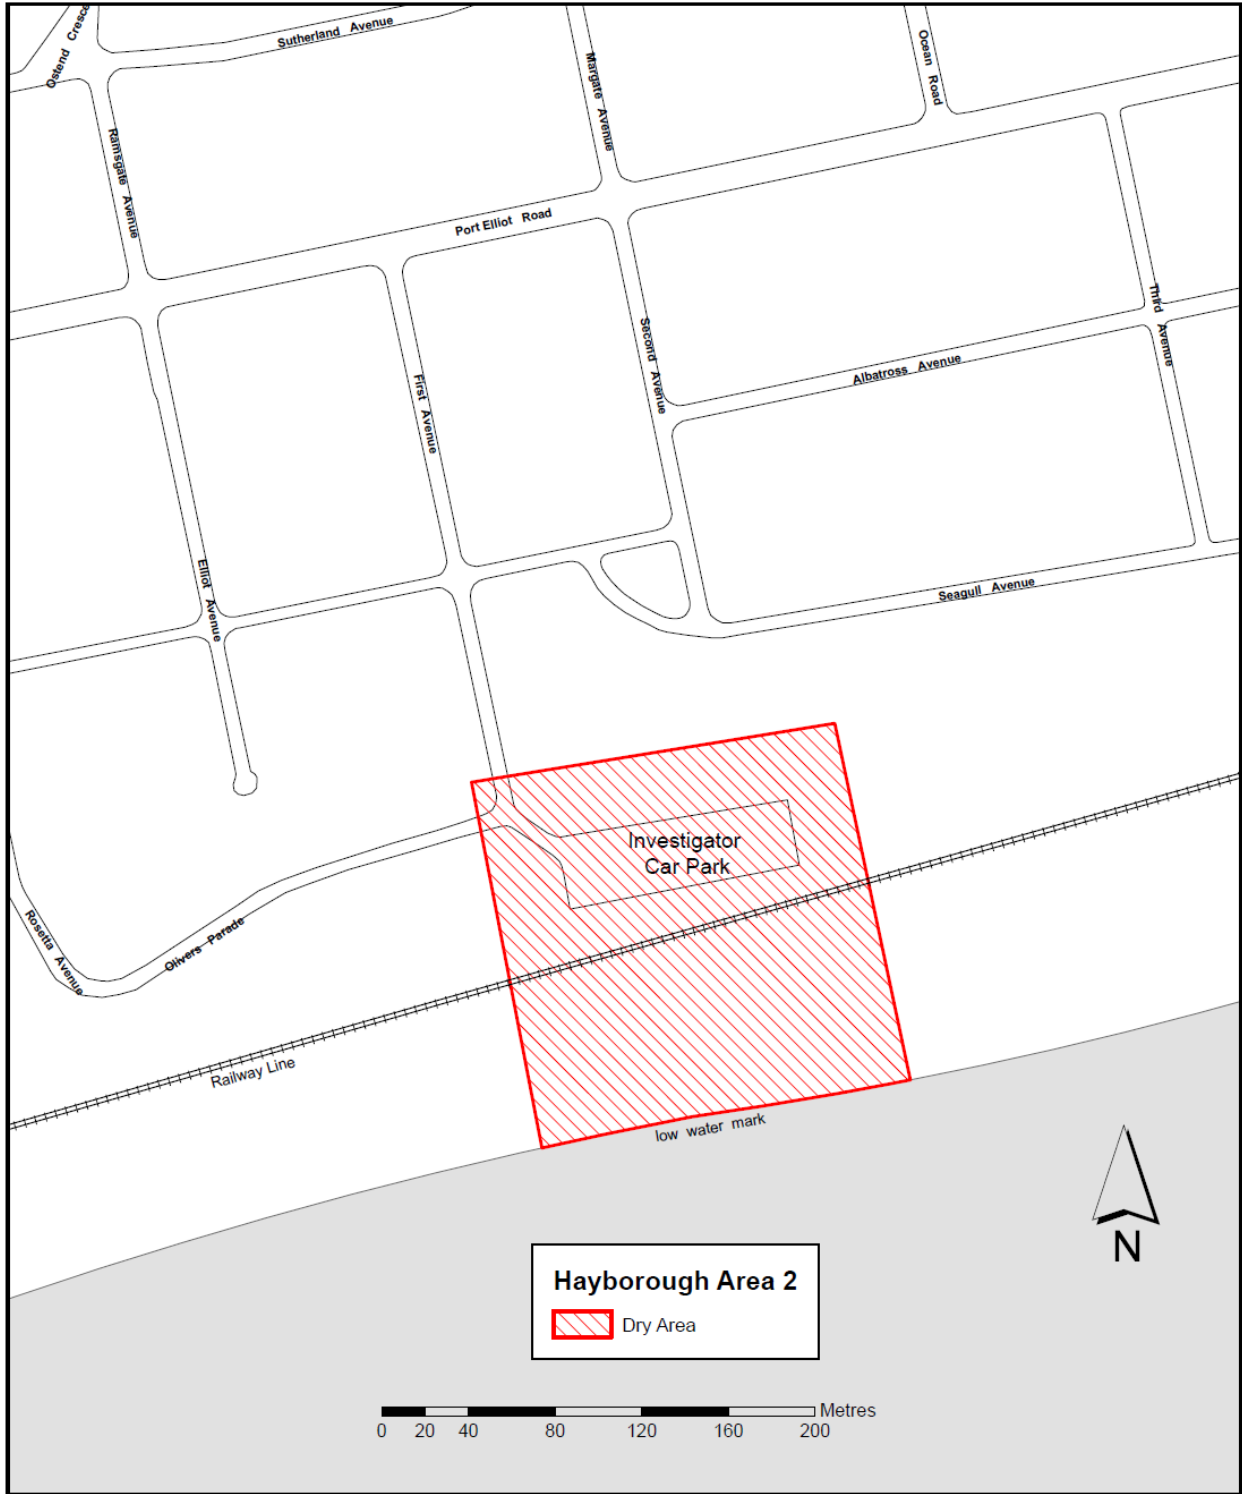 Ostend Cresce
Sutherland Avenue
Margate Avenue
Ocean Road
Ramsgate Avenue
Port Elliot Road
Third Avenue
Second Avenue
Albatross Avenue
First Avenue
Elliot Avenue
Seagull Avenue
Investigator
Car Park
Rosetta Avenue
Olivers Parade
Railway Line
low water mark
N
Hayborough Area 2
Dry Area
Metres
0 20 40 80 120 160 200